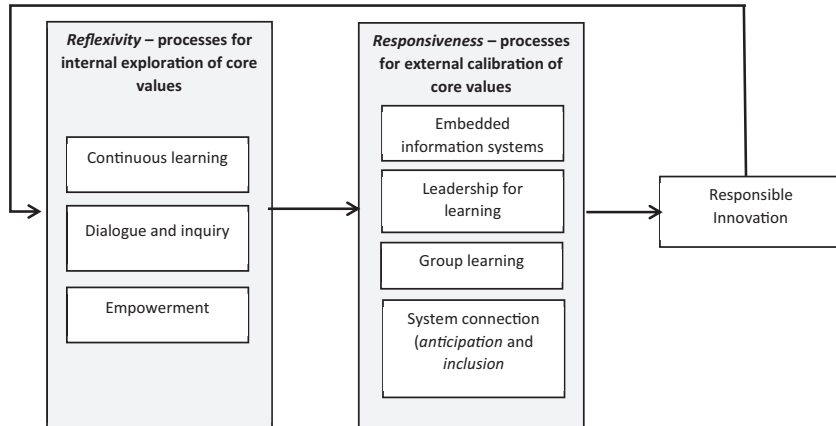 Reflexivity – processes for
internal exploration of core
values
Continuous learning
Dialogue and inquiry
Empowerment
Responsiveness – processes
for external calibration of
core values
Embedded
information systems
Leadership for
learning
Group learning
System connection
(anticipation and
inclusion
Responsible
Innovation